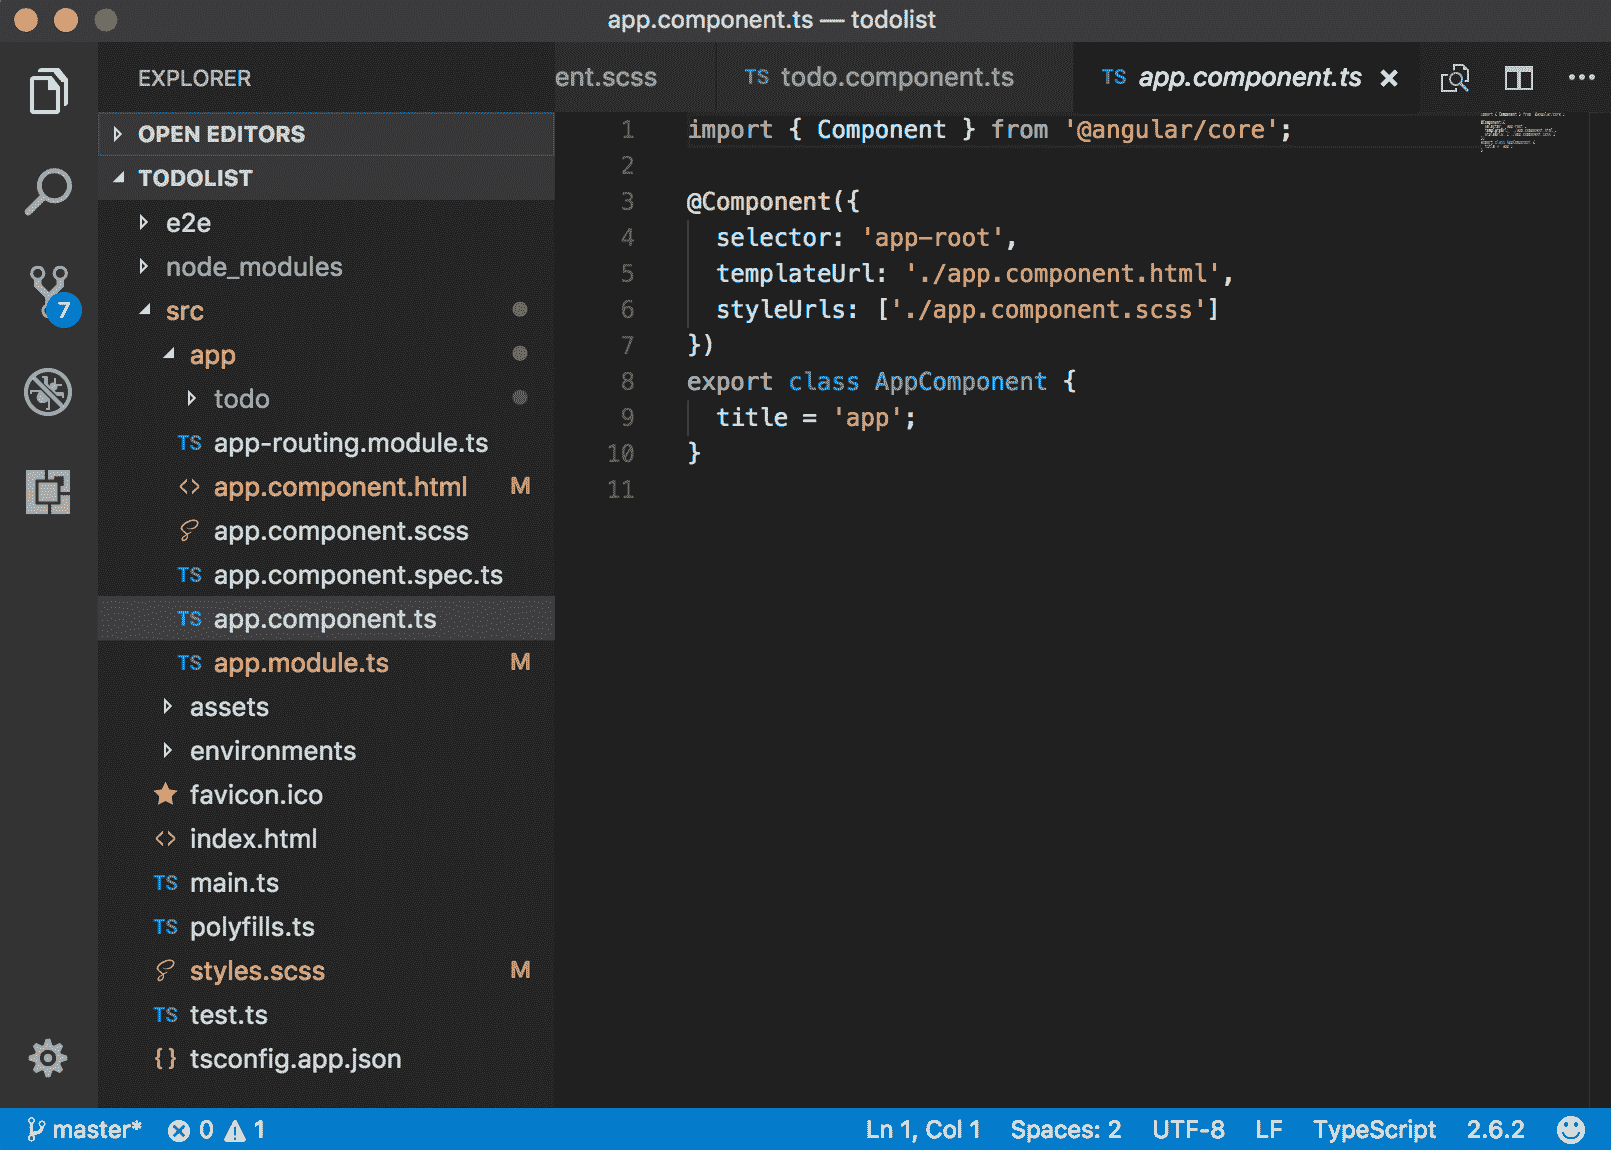 app.component.ts — todolist
EXPLORER
OPEN EDITORS
TODOLIST
e2e
node_modules
src
app
todo
TS app-routing.module.ts
<> app.component.html M
app.component.scss
TS app.component.spec.ts
TS app.component.ts
TS app.module.ts M
assets
environments
favicon.ico
<> index.html
TS main.ts
TS polyfills.ts
styles.scss M
TS test.ts
{} tsconfig.app.json
7
ent.scss TS todo.component.ts TS app.component.ts
1 import { Component } from '@angular/core';
2
3 @Component({
4 selector: 'app-root',
5 templateUrl: './app.component.html',
6 styleUrls: ['./app.component.scss']
7 })
8 export class AppComponent {
9 title = 'app';
10 }
11
master* 0 1 Ln 1, Col 1 Spaces: 2 UTF-8 LF TypeScript 2.6.2